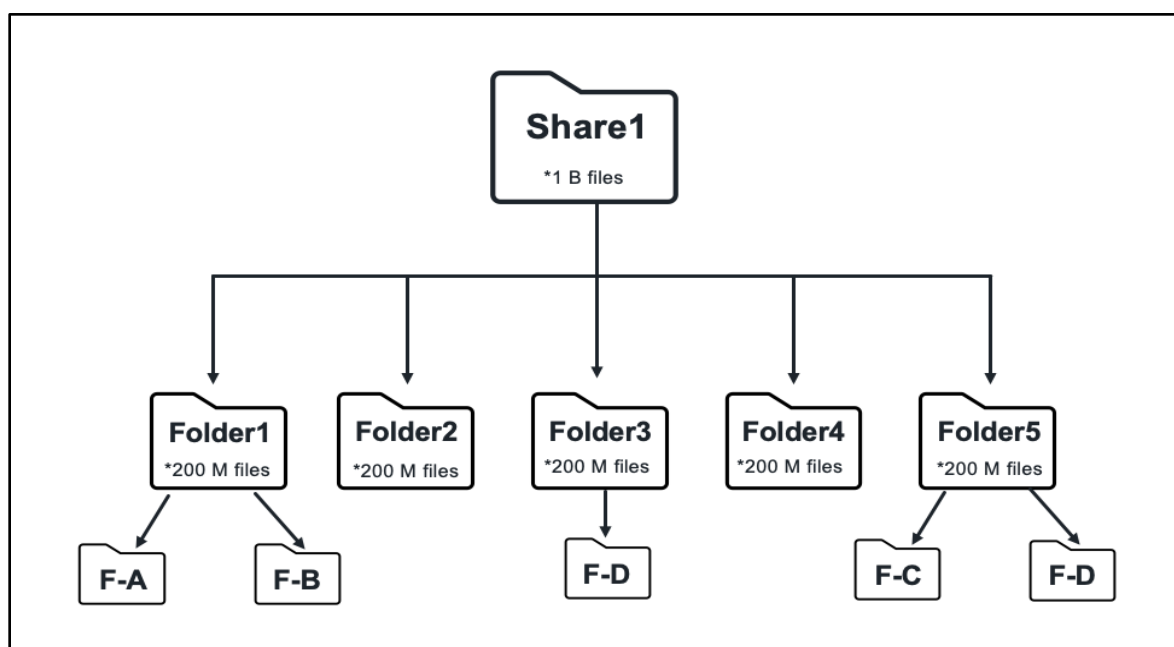 Share1
*1 B files
Folder1
*200 M files
Folder2
*200 M files
Folder3
*200 M files
Folder4
*200 M files
Folder5
*200 M files
F-A
F-B
F-D
F-C
F-D